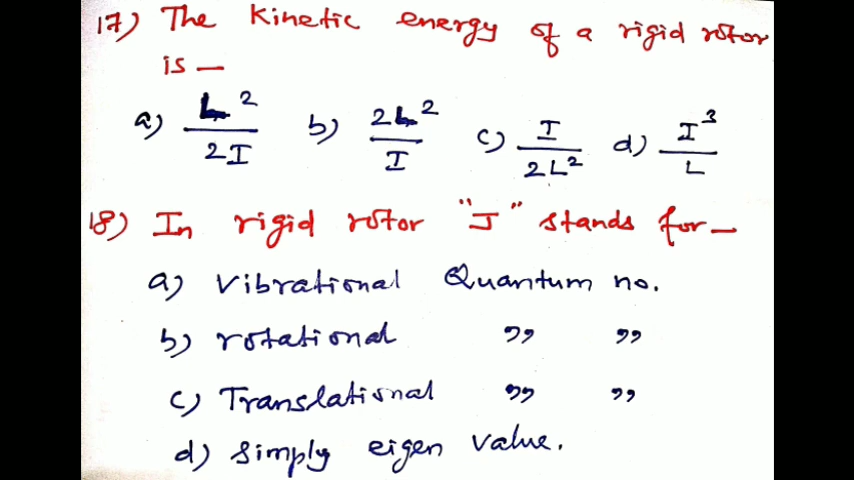 17) The Kinetic energy of a rigid rotor
is —
a) L²/2I b) 2L²/I c) I/2L² d) I³/L
18) In rigid rotor "J" stands for —
a) Vibrational Quantum no.
b) rotational ,, ,,
c) Translational ,, ,,
d) simply eigen value.